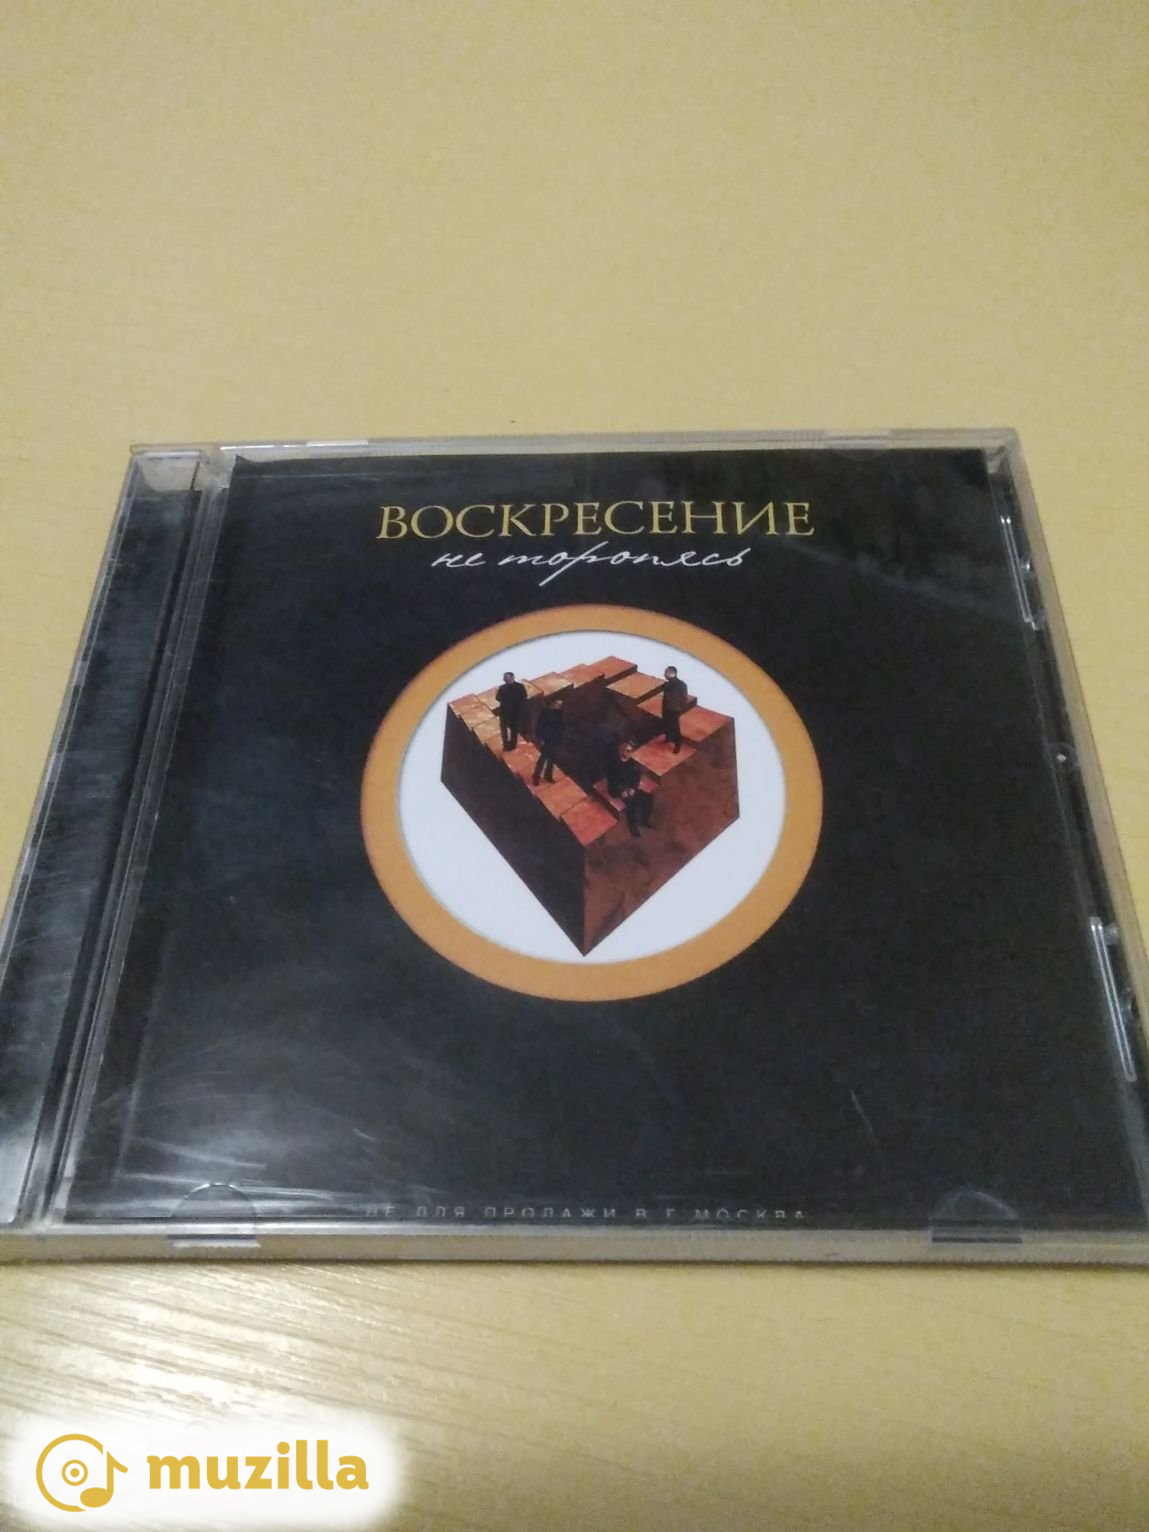 ВОСКРЕСЕНИЕ
не торопясь
НЕ ДЛЯ ПРОДАЖИ В Г. МОСКВА
muzilla